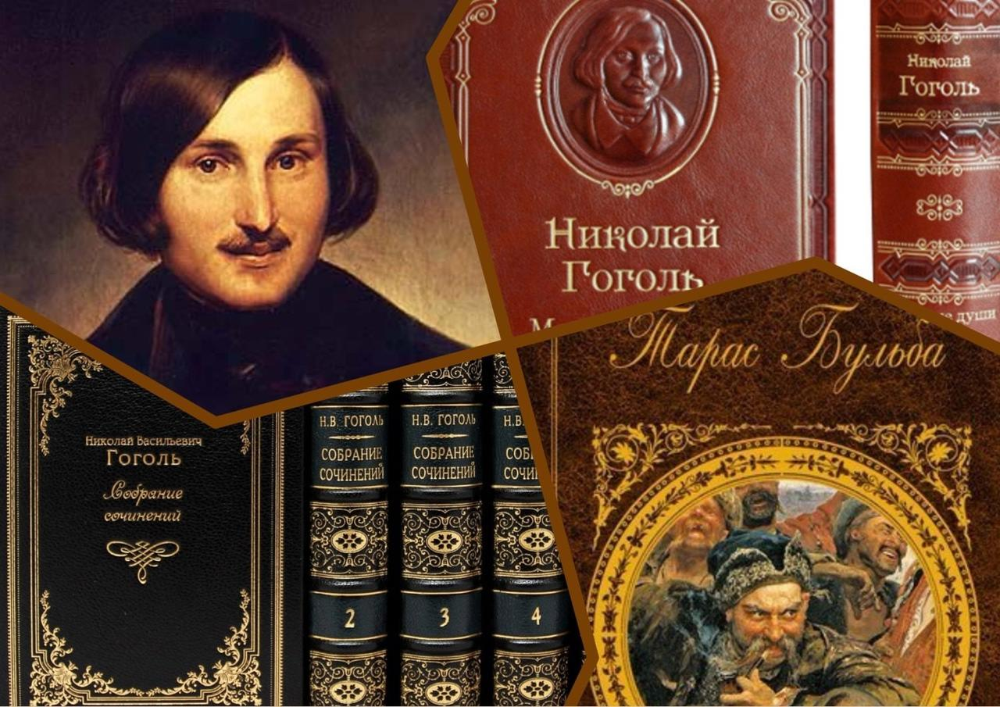 Николай
Гоголь
Николай
Гоголь
души
Тарас Бульба
Николай Васильевич
Гоголь
Собрание
сочинений
Н.В. ГОГОЛЬ
СОБРАНИЕ
СОЧИНЕНИЙ
2
Н.В. ГОГОЛЬ
СОБРАНИЕ
СОЧИНЕНИЙ
3
Н.В.
4